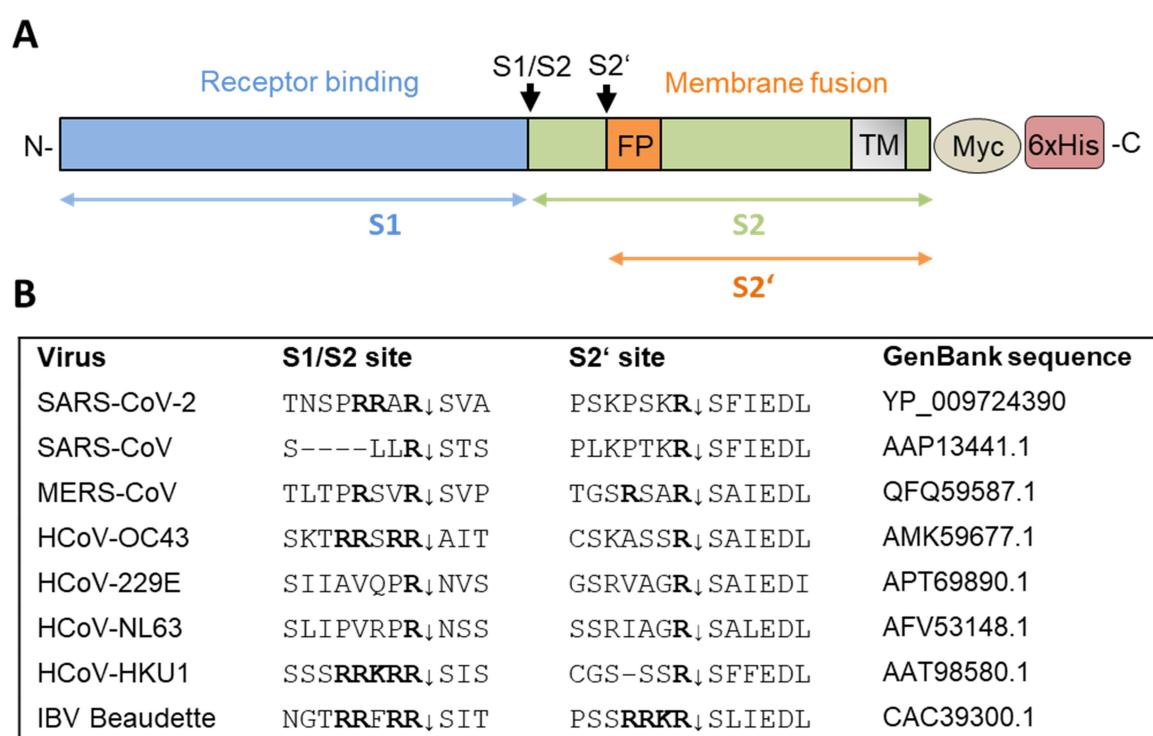 A
Receptor binding S1/S2 S2‘ Membrane fusion
N- FP TM Myc 6xHis -C
S1 S2
S2‘
B
Virus S1/S2 site S2‘ site GenBank sequence
SARS-CoV-2 TNSPRRAR↓SVA PSKPSKR↓SFIEDL YP_009724390
SARS-CoV S----LLR↓STS PLKPTKR↓SFIEDL AAP13441.1
MERS-CoV TLTPRSVR↓SVP TGSRSAR↓SAIEDL QFQ59587.1
HCoV-OC43 SKTRRSRR↓AIT CSKASSR↓SAIEDL AMK59677.1
HCoV-229E SIIAVQPR↓NVS GSRVAGR↓SAIEDI APT69890.1
HCoV-NL63 SLIPVRPR↓NSS SSRIAGR↓SALEDL AFV53148.1
HCoV-HKU1 SSSRRKRR↓SIS CGS-SSR↓SFFEDL AAT98580.1
IBV Beaudette NGTRRFRR↓SIT PSSRRKR↓SLIEDL CAC39300.1